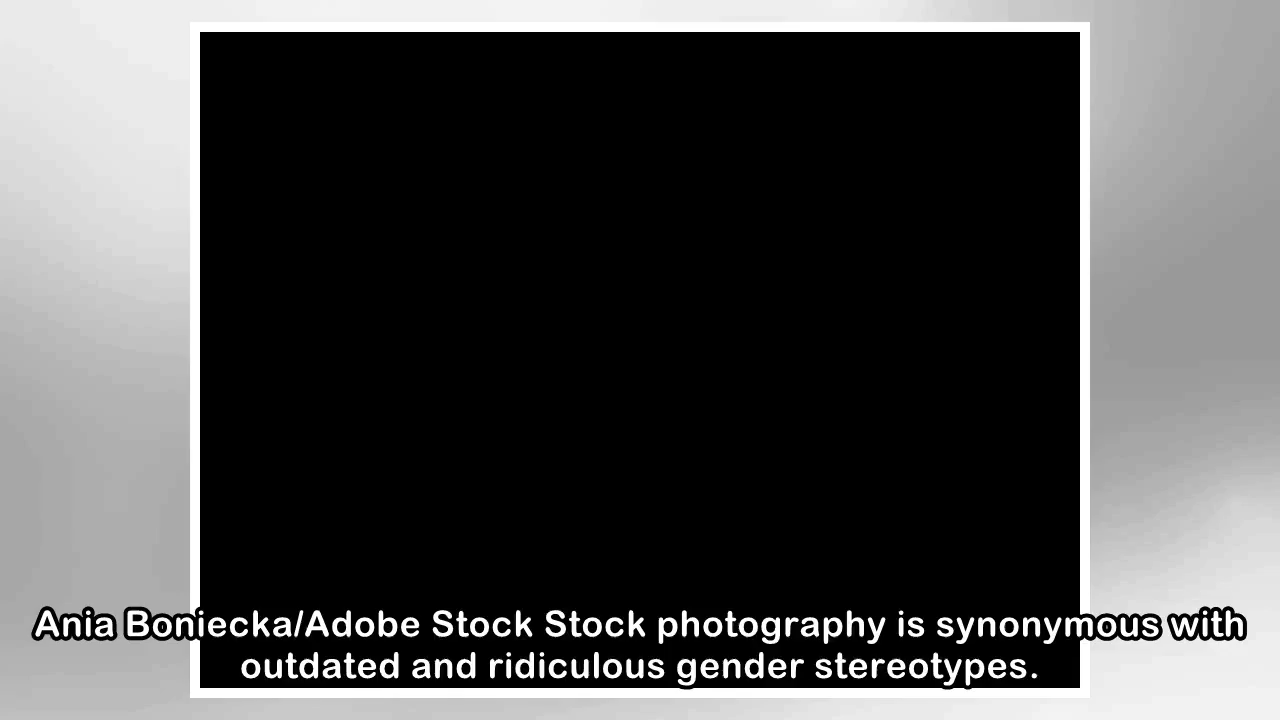 Ania Boniecka/Adobe Stock Stock photography is synonymous with
outdated and ridiculous gender stereotypes.